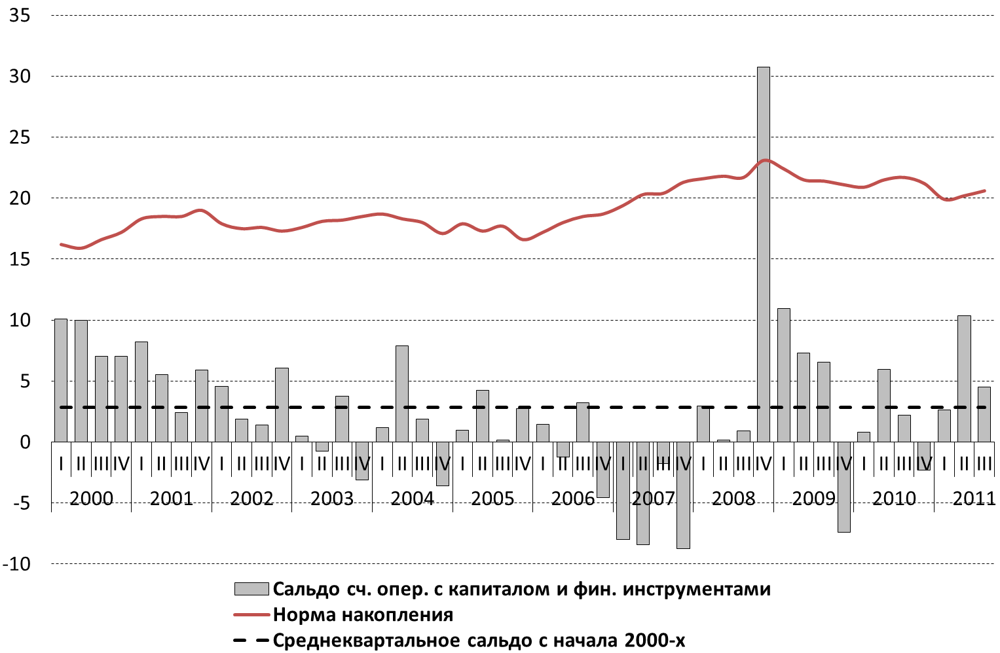 35
30
25
20
15
10
5
0
-5
-10
I II III IV I II III IV I II III IV I II III IV I II III IV I II III IV I II III IV I II III IV I II III IV I II III IV I II III IV I II III
2000 2001 2002 2003 2004 2005 2006 2007 2008 2009 2010 2011
Сальдо сч. опер. с капиталом и фин. инструментами
Норма накопления
Среднеквартальное сальдо с начала 2000-х